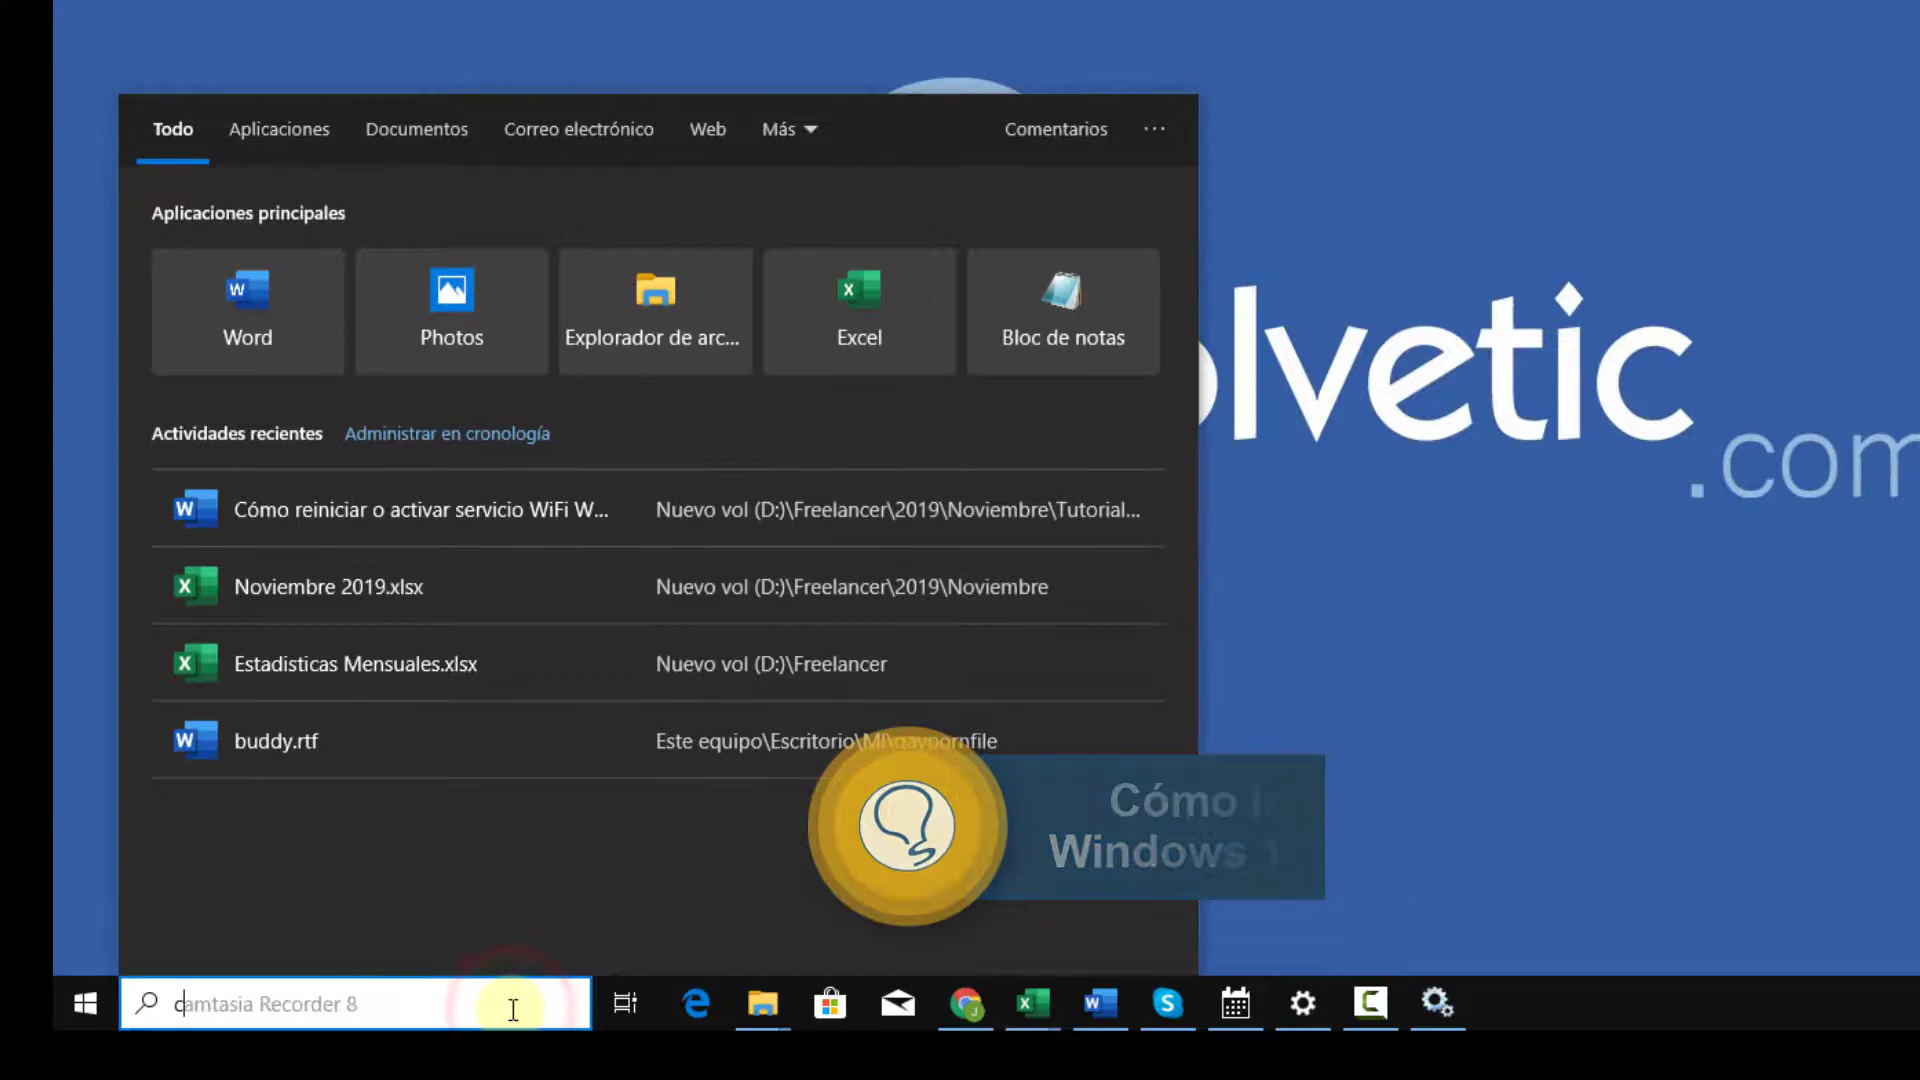 Todo Aplicaciones Documentos Correo electrónico Web Más Comentarios ...
Aplicaciones principales
Word Photos Explorador de arc... Excel Bloc de notas
olvetic
.com
Actividades recientes Administrar en cronología
Cómo reiniciar o activar servicio WiFi W... Nuevo vol (D:)\Freelancer\2019\Noviembre\Tutorial...
Noviembre 2019.xlsx Nuevo vol (D:)\Freelancer\2019\Noviembre
Estadisticas Mensuales.xlsx Nuevo vol (D:)\Freelancer
buddy.rtf Este equipo\Escritorio\MI\gaypornfile
Cómo
Windows
camtasia Recorder 8